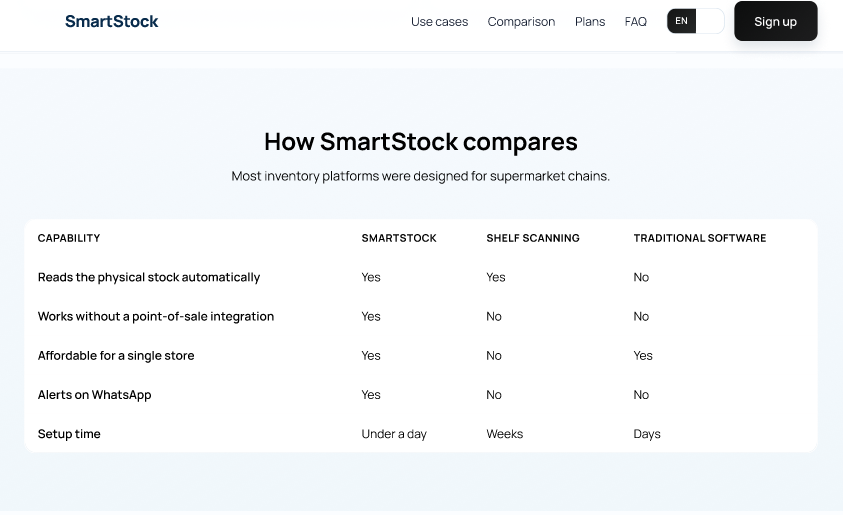 SmartStock
Use cases
Comparison
Plans
FAQ
EN
Sign up
How SmartStock compares
Most inventory platforms were designed for supermarket chains.
CAPABILITY SMARTSTOCK SHELF SCANNING TRADITIONAL SOFTWARE
Reads the physical stock automatically Yes Yes No
Works without a point-of-sale integration Yes No No
Affordable for a single store Yes No Yes
Alerts on WhatsApp Yes No No
Setup time Under a day Weeks Days